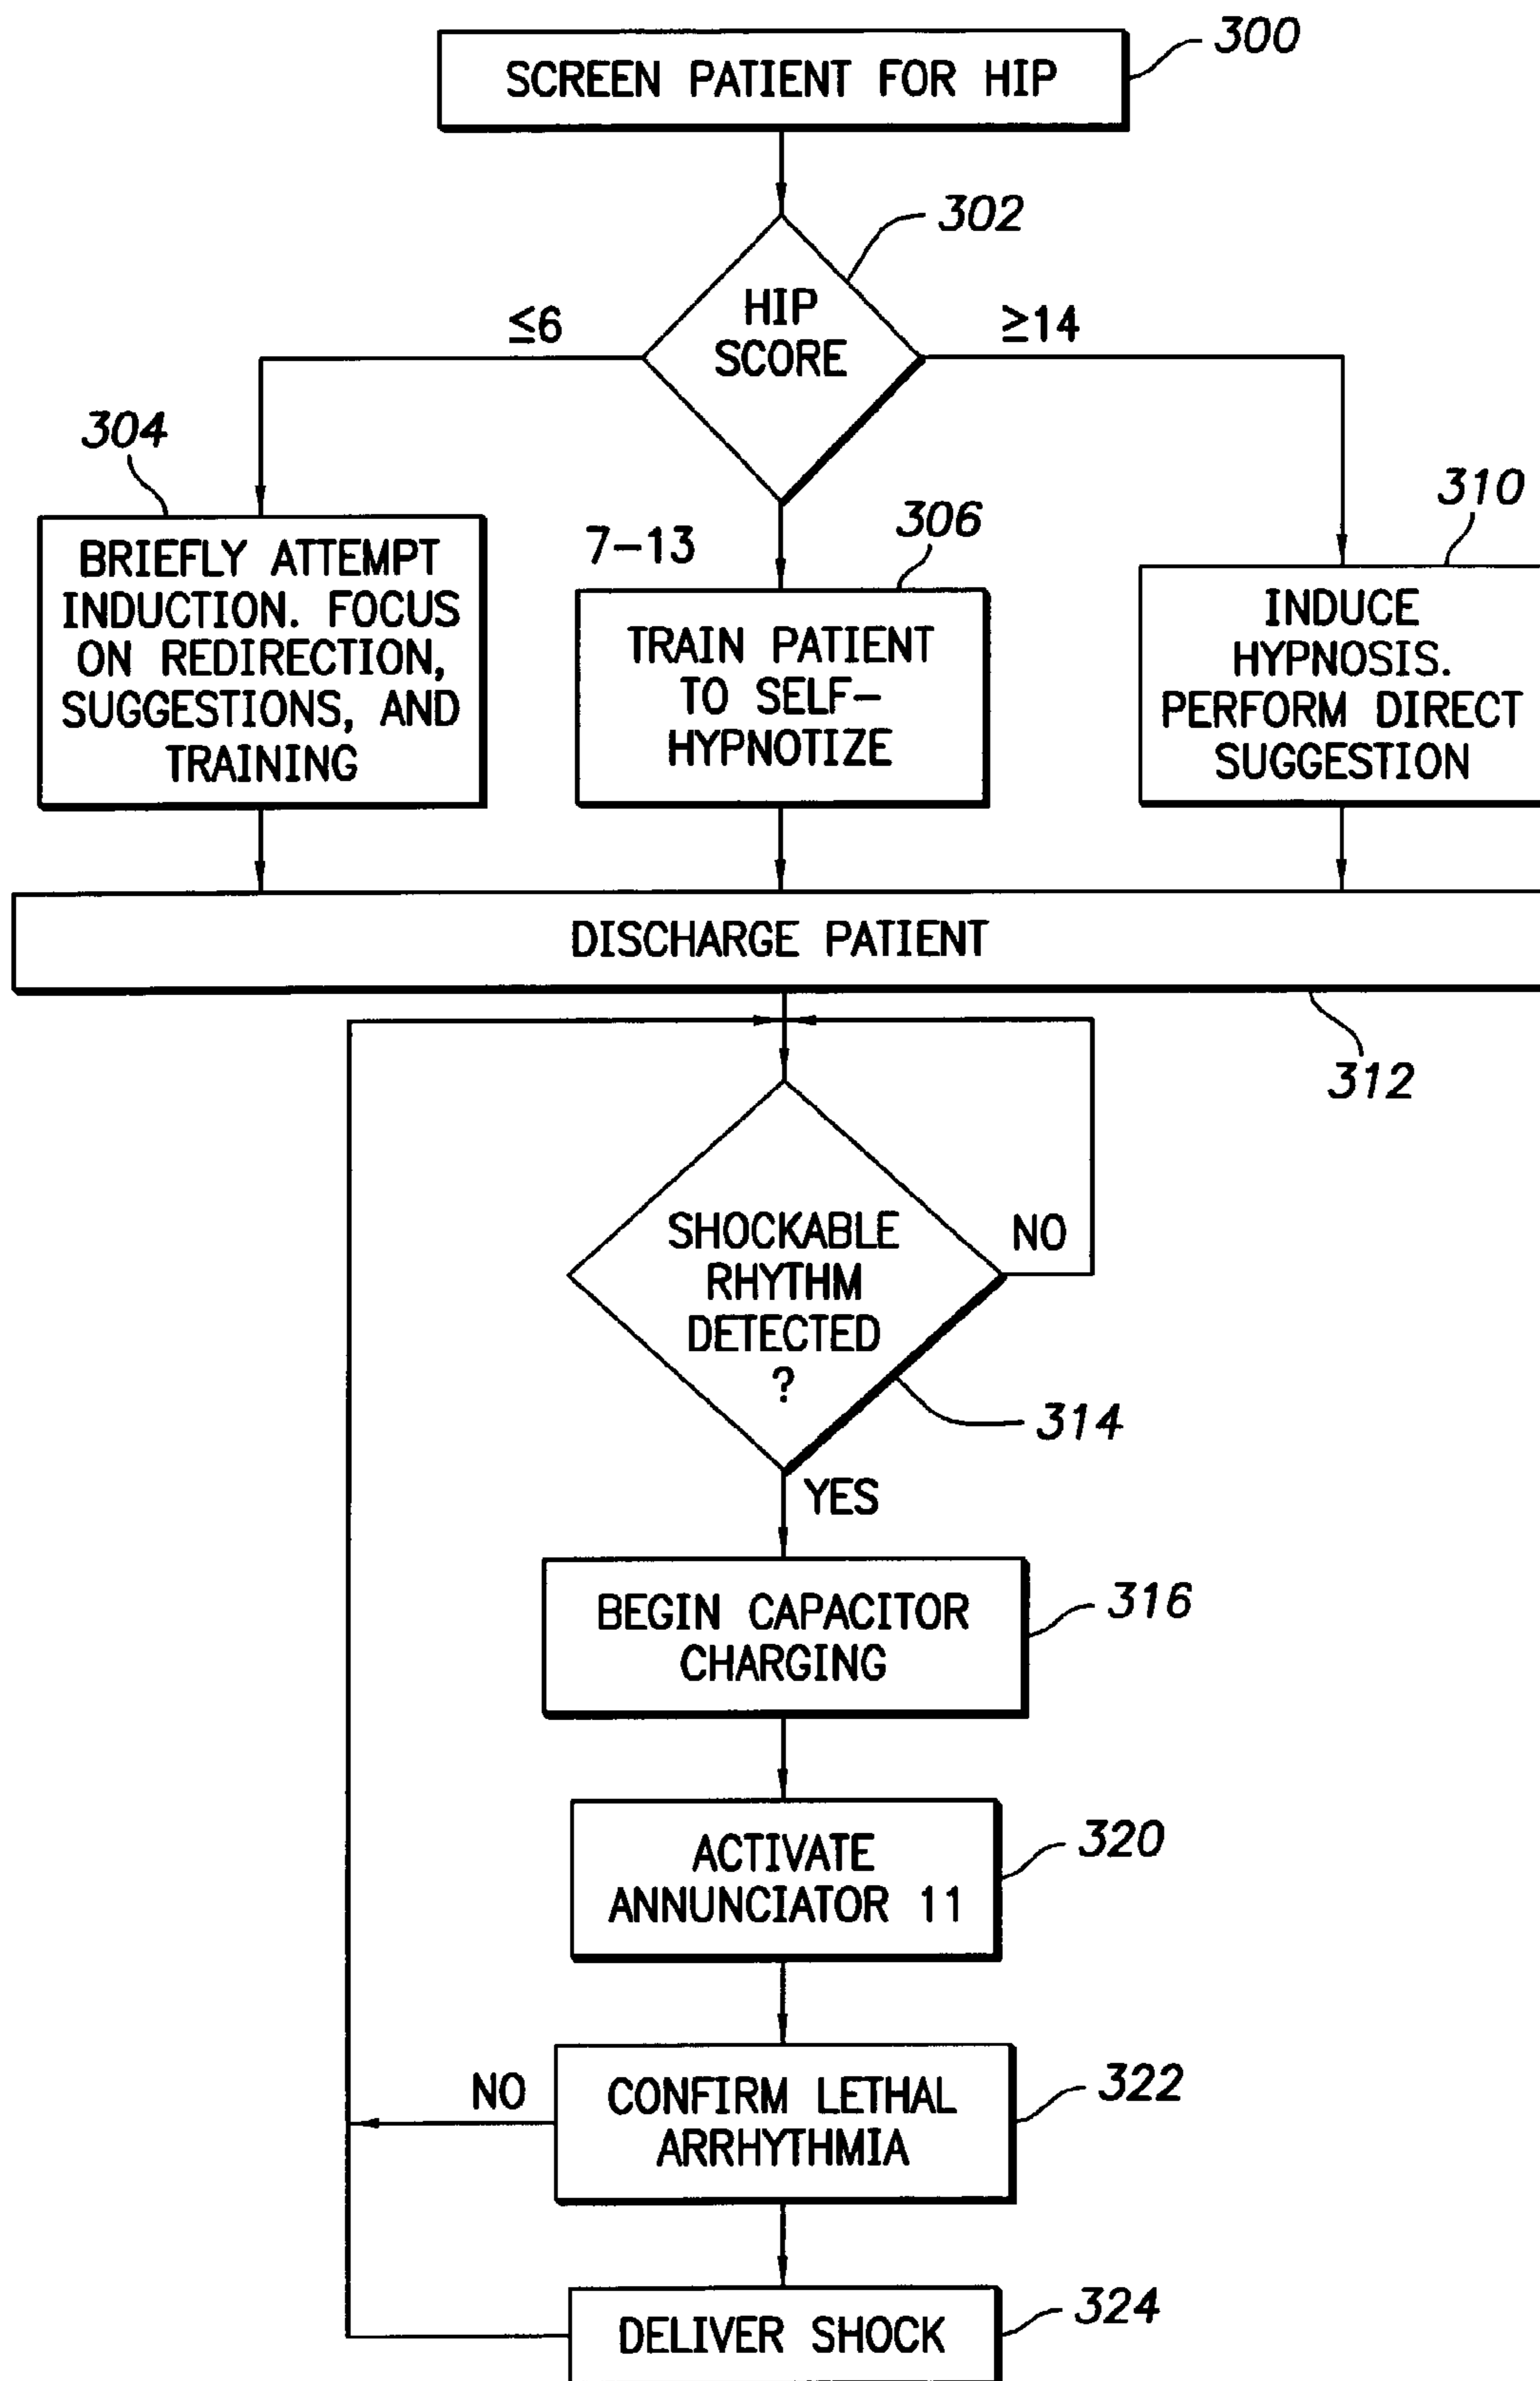 300
SCREEN PATIENT FOR HIP
302
HIP
SCORE
≤6
≥14
304
BRIEFLY ATTEMPT
INDUCTION. FOCUS
ON REDIRECTION,
SUGGESTIONS, AND
TRAINING
7-13
306
TRAIN PATIENT
TO SELF-
HYPNOTIZE
310
INDUCE
HYPNOSIS.
PERFORM DIRECT
SUGGESTION
DISCHARGE PATIENT
312
SHOCKABLE
RHYTHM
DETECTED
?
NO
314
YES
BEGIN CAPACITOR
CHARGING
316
ACTIVATE
ANNUNCIATOR 11
320
NO
CONFIRM LETHAL
ARRHYTHMIA
322
DELIVER SHOCK
324